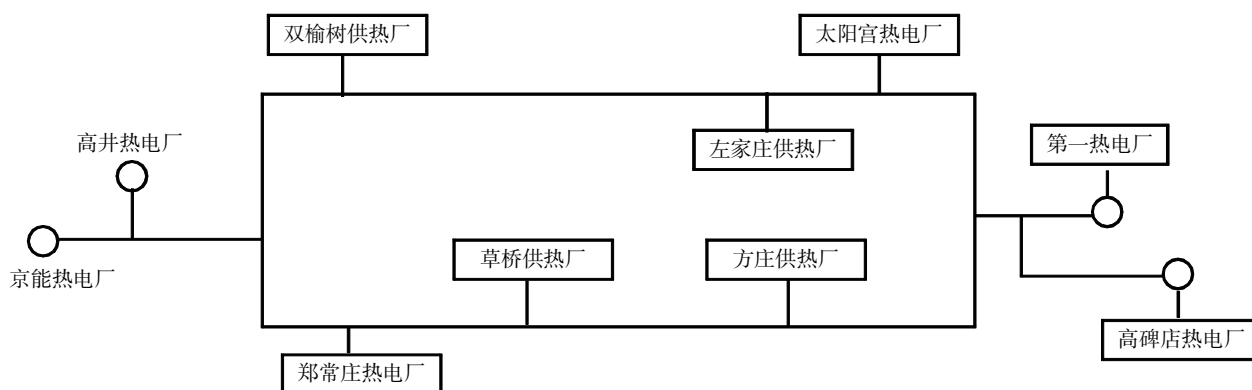 双榆树供热厂
太阳宫热电厂
左家庄供热厂
高井热电厂
第一热电厂
京能热电厂
草桥供热厂
方庄供热厂
高碑店热电厂
郑常庄热电厂